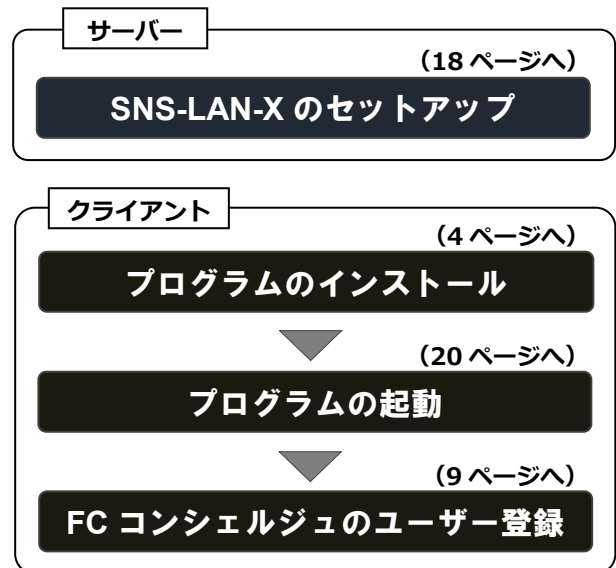 サーバー
（18 ページへ）
SNS-LAN-X のセットアップ
クライアント
（4 ページへ）
プログラムのインストール
（20 ページへ）
プログラムの起動
（9 ページへ）
FC コンシェルジュのユーザー登録